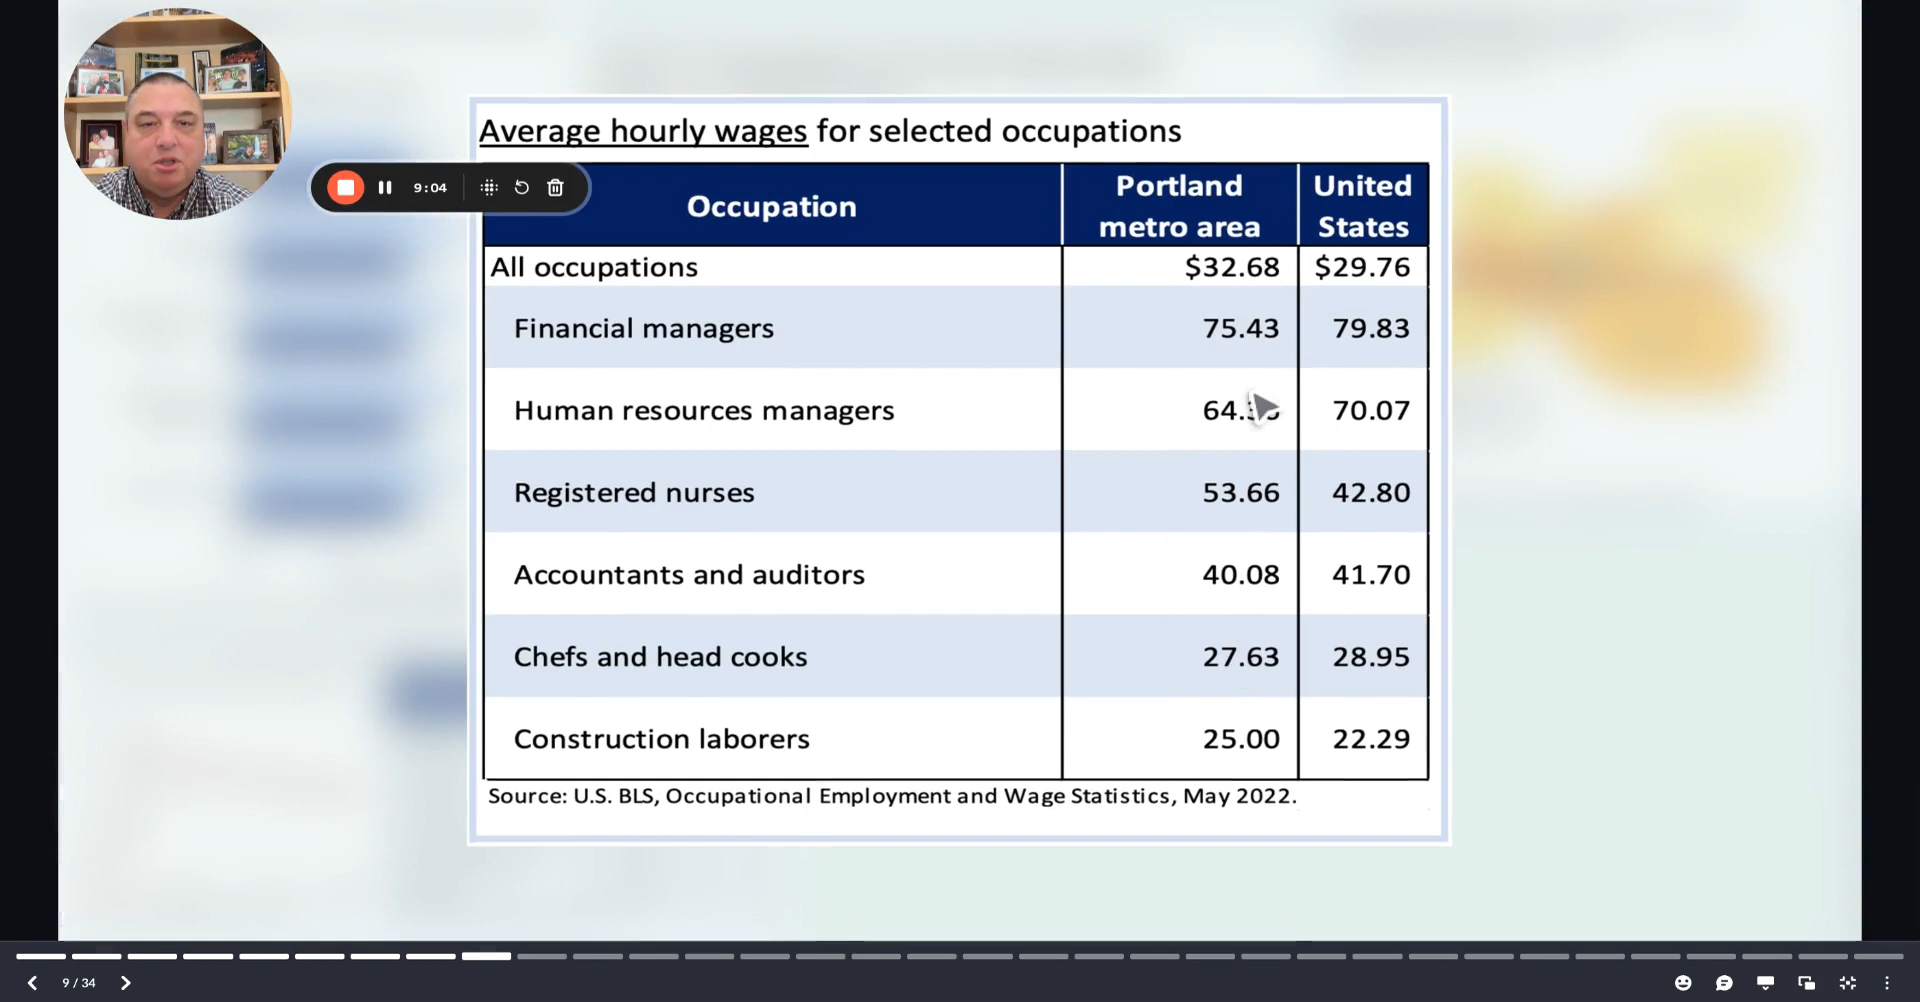 Average hourly wages for selected occupations
9:04
Occupation Portland metro area United States
All occupations $32.68 $29.76
Financial managers 75.43 79.83
Human resources managers 70.07
Registered nurses 53.66 42.80
Accountants and auditors 40.08 41.70
Chefs and head cooks 27.63 28.95
Construction laborers 25.00 22.29
Source: U.S. BLS, Occupational Employment and Wage Statistics, May 2022.
9 / 34